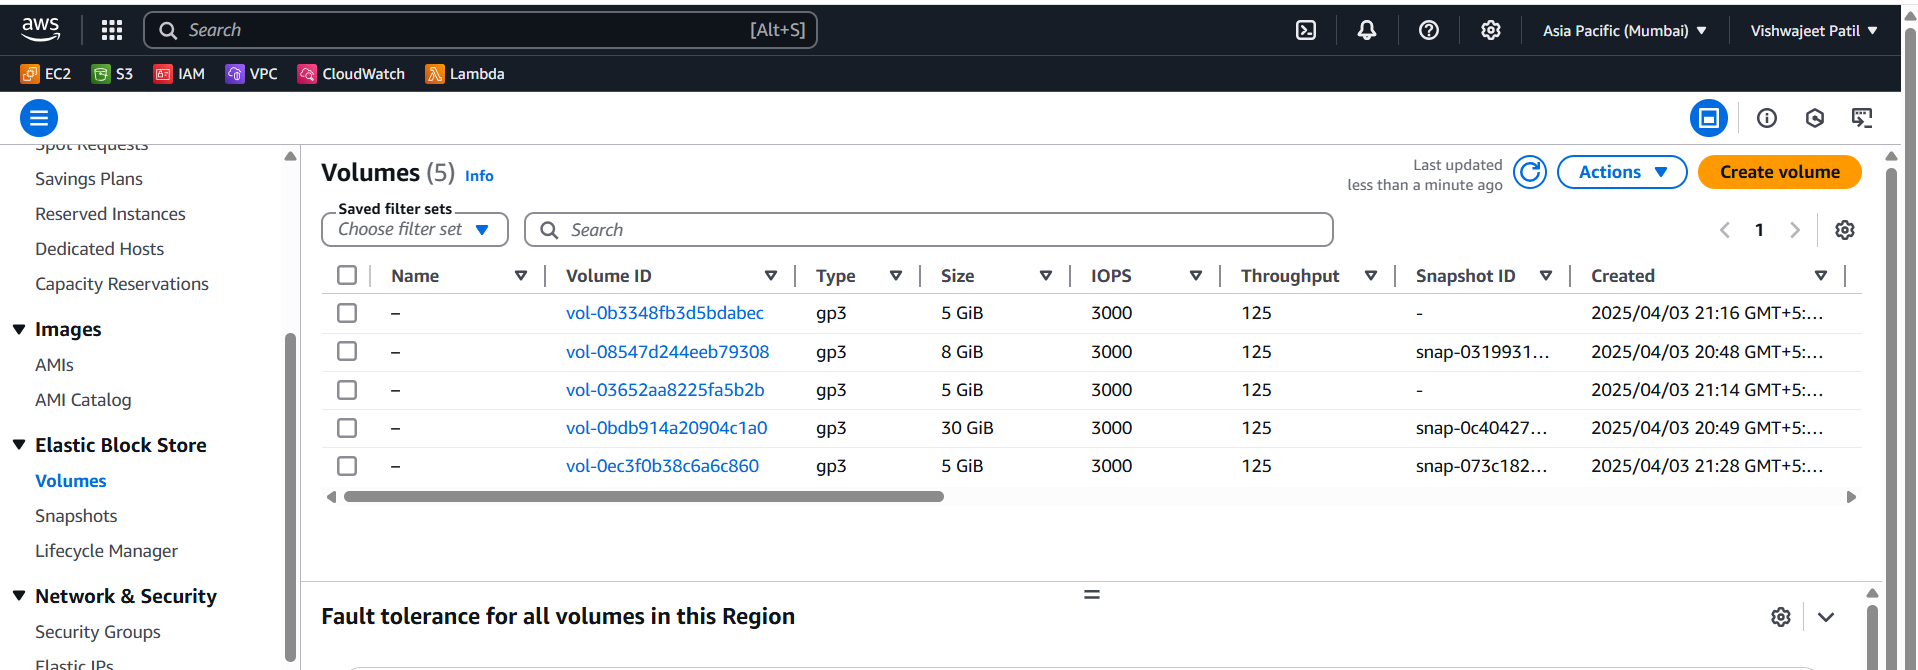 aws Search [Alt+S] Asia Pacific (Mumbai) Vishwajeet Patil
EC2 S3 IAM VPC CloudWatch Lambda
Spot Requests
Savings Plans
Reserved Instances
Dedicated Hosts
Capacity Reservations
Images
AMIs
AMI Catalog
Elastic Block Store
Volumes
Snapshots
Lifecycle Manager
Network & Security
Security Groups
Elastic IPs
Volumes (5) Info
Last updated
less than a minute ago
Actions
Create volume
Saved filter sets
Choose filter set
Search
1
Name Volume ID Type Size IOPS Throughput Snapshot ID Created
– vol-0b3348fb3d5bdabec gp3 5 GiB 3000 125 - 2025/04/03 21:16 GMT+5:...
– vol-08547d244eeb79308 gp3 8 GiB 3000 125 snap-0319931... 2025/04/03 20:48 GMT+5:...
– vol-03652aa8225fa5b2b gp3 5 GiB 3000 125 - 2025/04/03 21:14 GMT+5:...
– vol-0bdb914a20904c1a0 gp3 30 GiB 3000 125 snap-0c40427... 2025/04/03 20:49 GMT+5:...
– vol-0ec3f0b38c6a6c860 gp3 5 GiB 3000 125 snap-073c182... 2025/04/03 21:28 GMT+5:...
Fault tolerance for all volumes in this Region